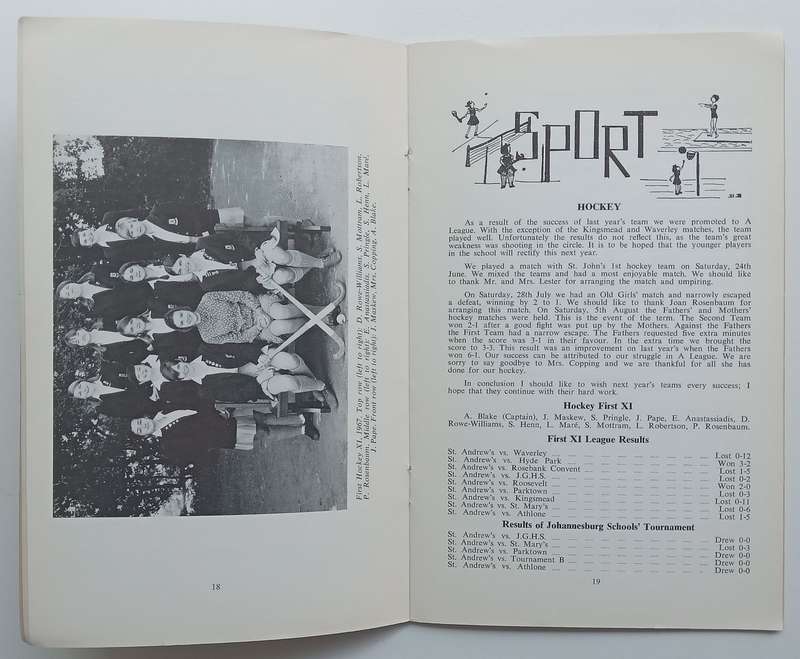 First Hockey XI, 1967. Top row (left to right): D. Rowe-Williams, S. Mottram, L. Robertson,
P. Rosenbaum. Middle row (left to right): E. Anastassiadis, S. Pringle, S. Henn, L. Maré,
J. Pape. Front row (left to right): J. Maskew, Mrs. Copping, A. Blake.
18
SPORT
HOCKEY
As a result of the success of last year's team we were promoted to A
League. With the exception of the Kingsmead and Waverley matches, the team
played well. Unfortunately the results do not reflect this, as the team's great
weakness was shooting in the circle. It is to be hoped that the younger players
in the school will rectify this next year.
We played a match with St. John's 1st hockey team on Saturday, 24th
June. We mixed the teams and had a most enjoyable match. We should like
to thank Mr. and Mrs. Lester for arranging the match and umpiring.
On Saturday, 28th July we had an Old Girls' match and narrowly escaped
a defeat, winning by 2 to 1. We should like to thank Joan Rosenbaum for
arranging this match. On Saturday, 5th August the Fathers' and Mothers'
hockey matches were held. This is the event of the term. The Second Team
won 2-1 after a good fight was put up by the Mothers. Against the Fathers
the First Team had a narrow escape. The Fathers requested five extra minutes
when the score was 3-1 in their favour. In the extra time we brought the
score to 3-3. This result was an improvement on last year's when the Fathers
won 6-1. Our success can be attributed to our struggle in A League. We are
sorry to say goodbye to Mrs. Copping and we are thankful for all she has
done for our hockey.
In conclusion I should like to wish next year's teams every success; I
hope that they continue with their hard work.
Hockey First XI
A. Blake (Captain), J. Maskew, S. Pringle, J. Pape, E. Anastassiadis, D.
Rowe-Williams, S. Henn, L. Maré, S. Mottram, L. Robertson, P. Rosenbaum.
First XI League Results
St. Andrew's vs. Waverley Lost 0-12
St. Andrew's vs. Hyde Park Won 3-2
St. Andrew's vs. Rosebank Convent Lost 1-5
St. Andrew's vs. J.G.H.S. Lost 0-2
St. Andrew's vs. Roosevelt Won 2-0
St. Andrew's vs. Parktown Lost 0-3
St. Andrew's vs. Kingsmead Lost 0-11
St. Andrew's vs. St. Mary's Lost 0-6
St. Andrew's vs. Athlone Lost 1-5
Results of Johannesburg Schools' Tournament
St. Andrew's vs. J.G.H.S. Drew 0-0
St. Andrew's vs. St. Mary's Lost 0-3
St. Andrew's vs. Parktown Drew 0-0
St. Andrew's vs. Tournament B Drew 0-0
St. Andrew's vs. Athlone Drew 0-0
19